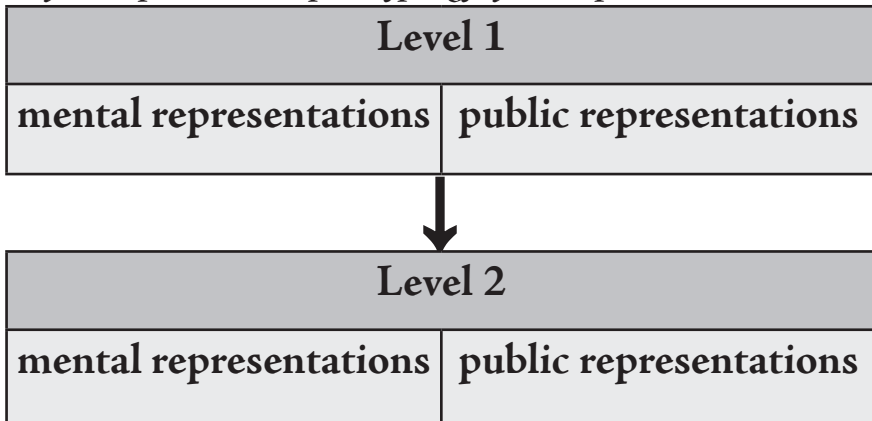 Level 1
mental representations public representations
Level 2
mental representations public representations